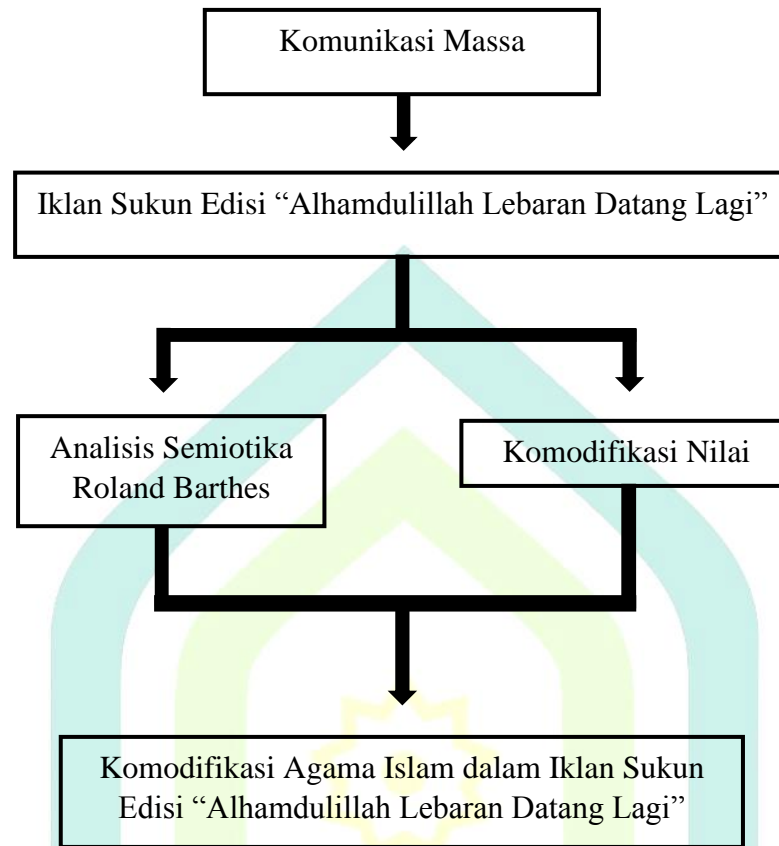 Komunikasi Massa
Iklan Sukun Edisi “Alhamdulillah Lebaran Datang Lagi”
Analisis Semiotika
Roland Barthes
Komodifikasi Nilai
Komodifikasi Agama Islam dalam Iklan Sukun
Edisi “Alhamdulillah Lebaran Datang Lagi”